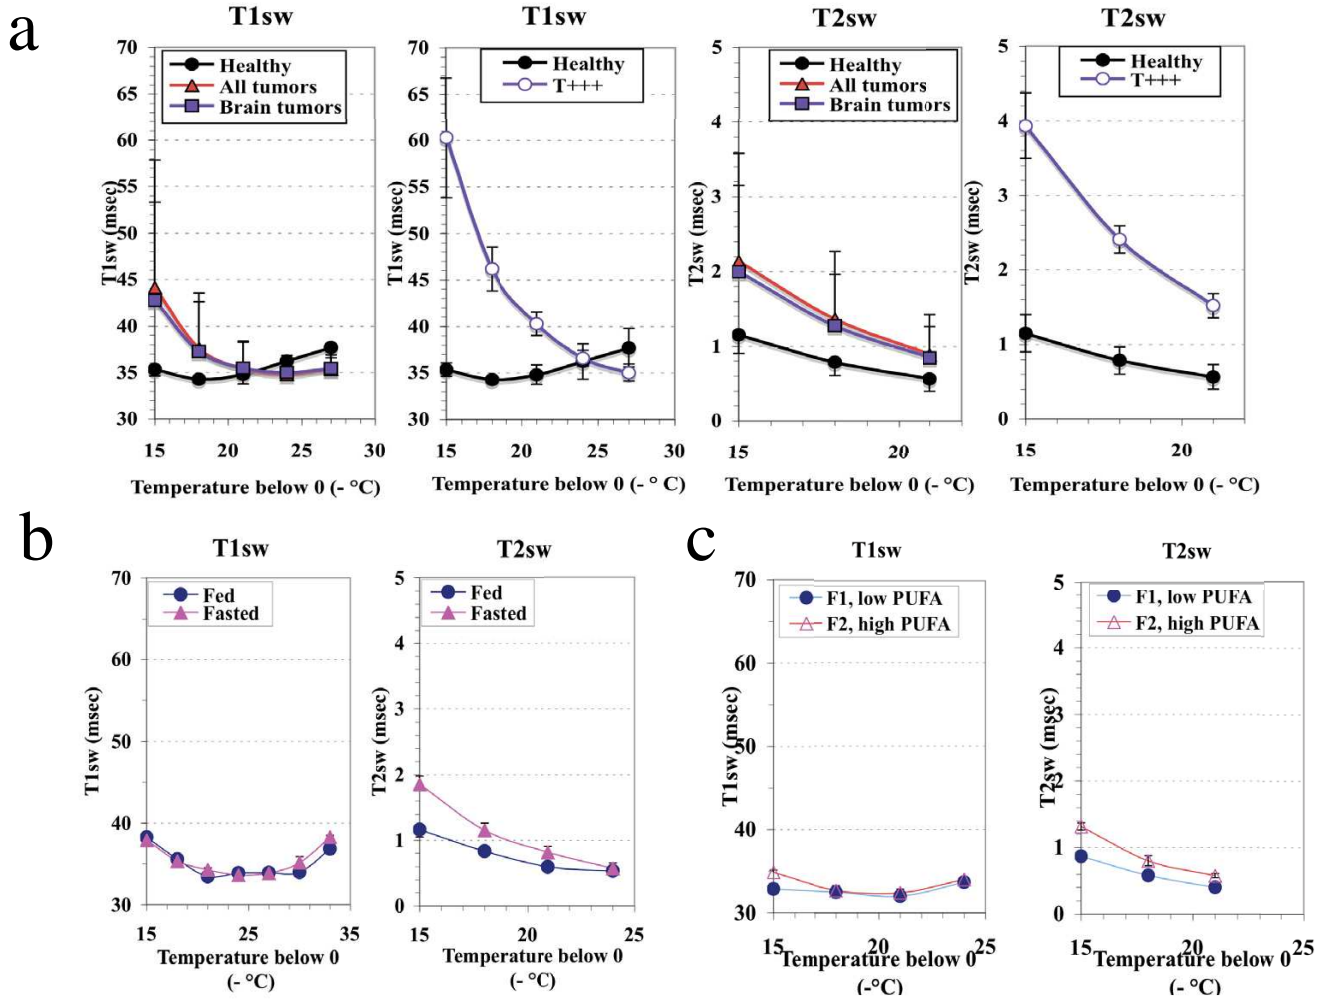 a
T1sw
T1sw
T2sw
T2sw
70
65
60
55
50
45
40
35
30
T1sw (msec)
Healthy
All tumors
Brain tumors
15 20 25 30
Temperature below 0 (- °C)
70
65
60
55
50
45
40
35
30
T1sw (msec)
Healthy
T+++
15 20 25 30
Temperature below 0 (- ° C)
5
4
3
2
1
0
T2sw (msec)
Healthy
All tumors
Brain tumors
15 20
Temperature below 0 (- °C)
5
4
3
2
1
0
T2sw (msec)
Healthy
T+++
15 20
Temperature below 0 (- °C)
b
T1sw
70
60
50
40
30
T1sw (msec)
Fed
Fasted
15 25 35
Temperature below 0
(- °C)
T2sw
5
4
3
2
1
0
T2sw (msec)
Fed
Fasted
15 20 25
Temperature below 0
(- °C)
c
T1sw
70
60
50
40
30
T1sw (msec)
F1, low PUFA
F2, high PUFA
15 20 25
Temperature below 0
(-°C)
T2sw
5
4
3
2
1
0
T2sw (msec)
F1, low PUFA
F2, high PUFA
15 20 25
Temperature below 0
(- °C)